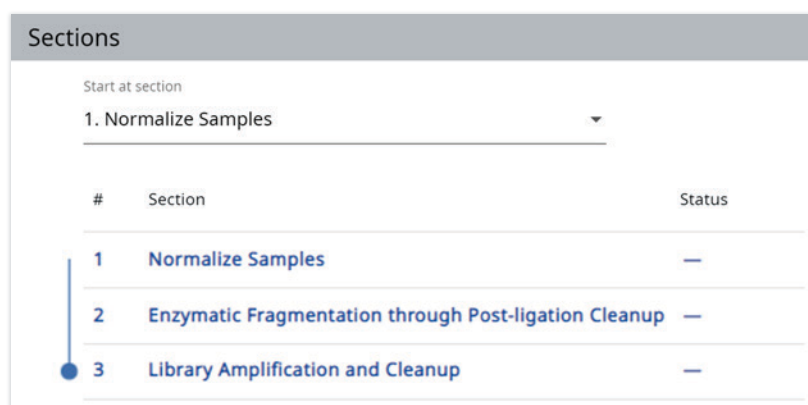 Sections
Start at section
1. Normalize Samples
# Section Status
1 Normalize Samples —
2 Enzymatic Fragmentation through Post-ligation Cleanup —
3 Library Amplification and Cleanup —